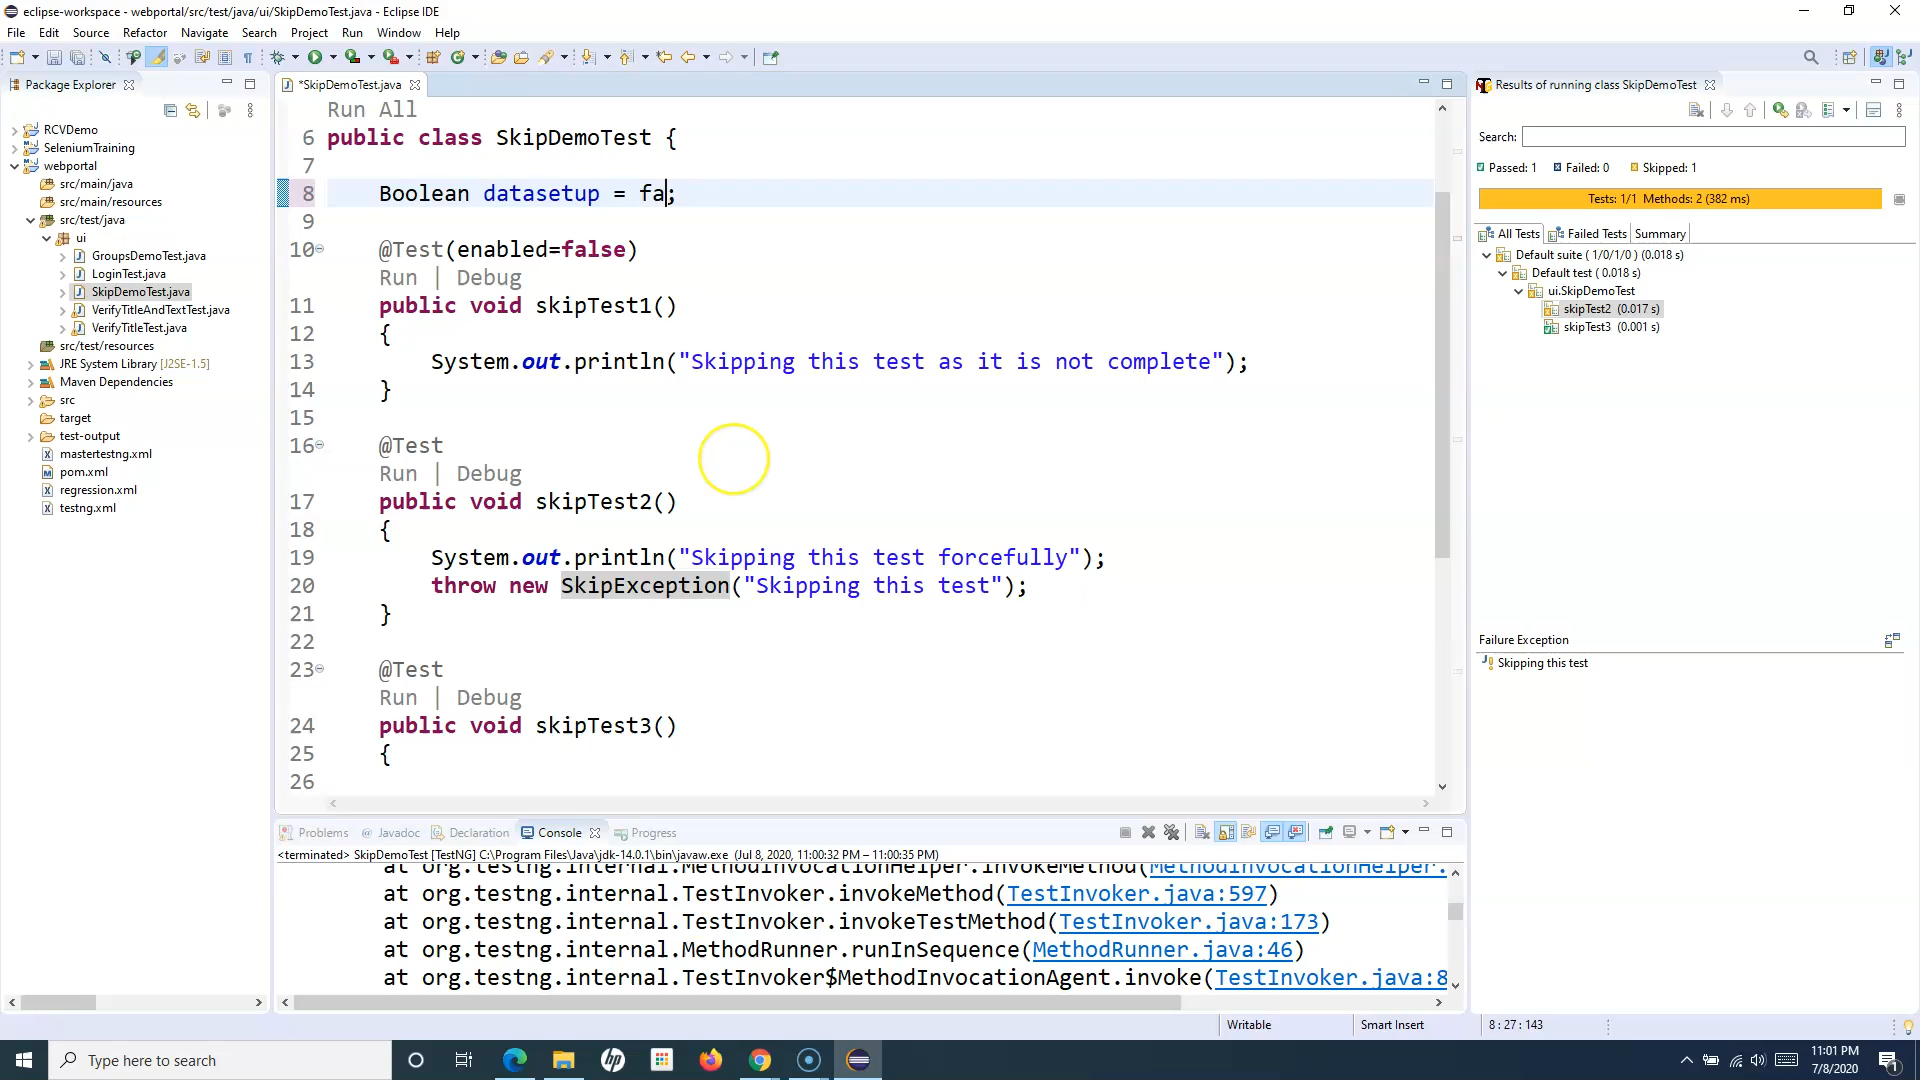 eclipse-workspace - webportal/src/test/java/ui/SkipDemoTest.java - Eclipse IDE
File Edit Source Refactor Navigate Search Project Run Window Help
Package Explorer
RCVDemo
SeleniumTraining
webportal
src/main/java
src/main/resources
src/test/java
ui
GroupsDemoTest.java
LoginTest.java
SkipDemoTest.java
VerifyTitleAndTextTest.java
VerifyTitleTest.java
src/test/resources
JRE System Library [J2SE-1.5]
Maven Dependencies
src
target
test-output
mastertestng.xml
pom.xml
regression.xml
testng.xml
*SkipDemoTest.java
Run All
6 public class SkipDemoTest {
7
8 Boolean datasetup = fa;
9
10 @Test(enabled=false)
Run | Debug
11 public void skipTest1()
12 {
13 System.out.println("Skipping this test as it is not complete");
14 }
15
16 @Test
Run | Debug
17 public void skipTest2()
18 {
19 System.out.println("Skipping this test forcefully");
20 throw new SkipException("Skipping this test");
21 }
22
23 @Test
Run | Debug
24 public void skipTest3()
25 {
26
Problems @ Javadoc Declaration Console Progress
<terminated> SkipDemoTest [TestNG] C:\Program Files\Java\jdk-14.0.1\bin\javaw.exe (Jul 8, 2020, 11:00:32 PM – 11:00:35 PM)
at org.testng.internal.MethodInvocationHelper.invokeMethod(MethodInvocationHelper.
at org.testng.internal.TestInvoker.invokeMethod(TestInvoker.java:597)
at org.testng.internal.TestInvoker.invokeTestMethod(TestInvoker.java:173)
at org.testng.internal.MethodRunner.runInSequence(MethodRunner.java:46)
at org.testng.internal.TestInvoker$MethodInvocationAgent.invoke(TestInvoker.java:8
Results of running class SkipDemoTest
Search:
Passed: 1 Failed: 0 Skipped: 1
Tests: 1/1 Methods: 2 (382 ms)
All Tests Failed Tests Summary
Default suite ( 1/0/1/0 ) (0.018 s)
Default test ( 0.018 s)
ui.SkipDemoTest
skipTest2 (0.017 s)
skipTest3 (0.001 s)
Failure Exception
Skipping this test
Writable Smart Insert 8 : 27 : 143
Type here to search
hp
11:01 PM
7/8/2020
1